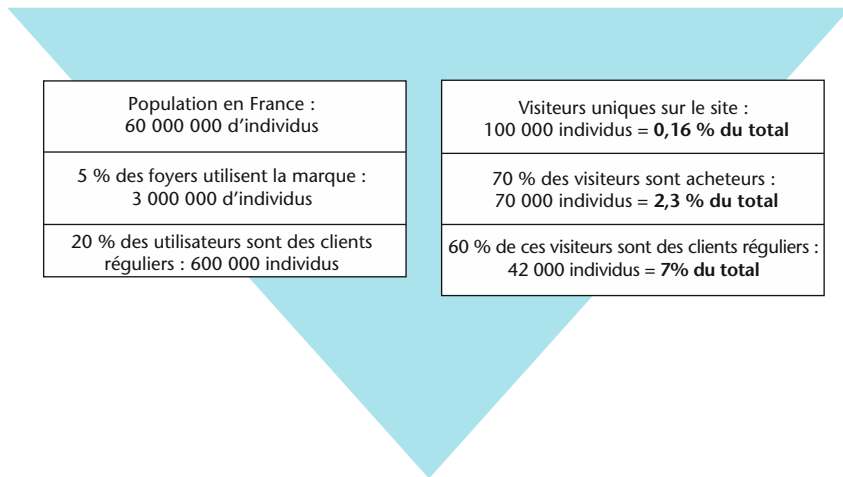 Population en France :
60 000 000 d’individus
5 % des foyers utilisent la marque :
3 000 000 d’individus
20 % des utilisateurs sont des clients
réguliers : 600 000 individus
Visiteurs uniques sur le site :
100 000 individus = 0,16 % du total
70 % des visiteurs sont acheteurs :
70 000 individus = 2,3 % du total
60 % de ces visiteurs sont des clients réguliers :
42 000 individus = 7% du total